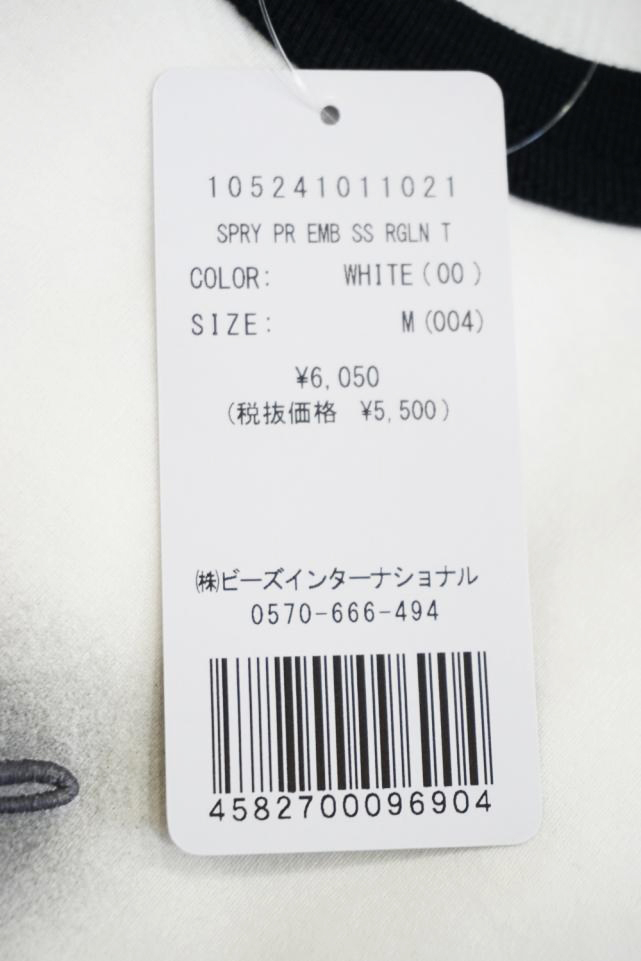 105241011021
SPRY PR EMB SS RGLN T
COLOR: WHITE(00)
SIZE: M(004)
¥6,050
(税抜価格 ¥5,500)
㈱ビーズインターナショナル
0570-666-494
4582700096904